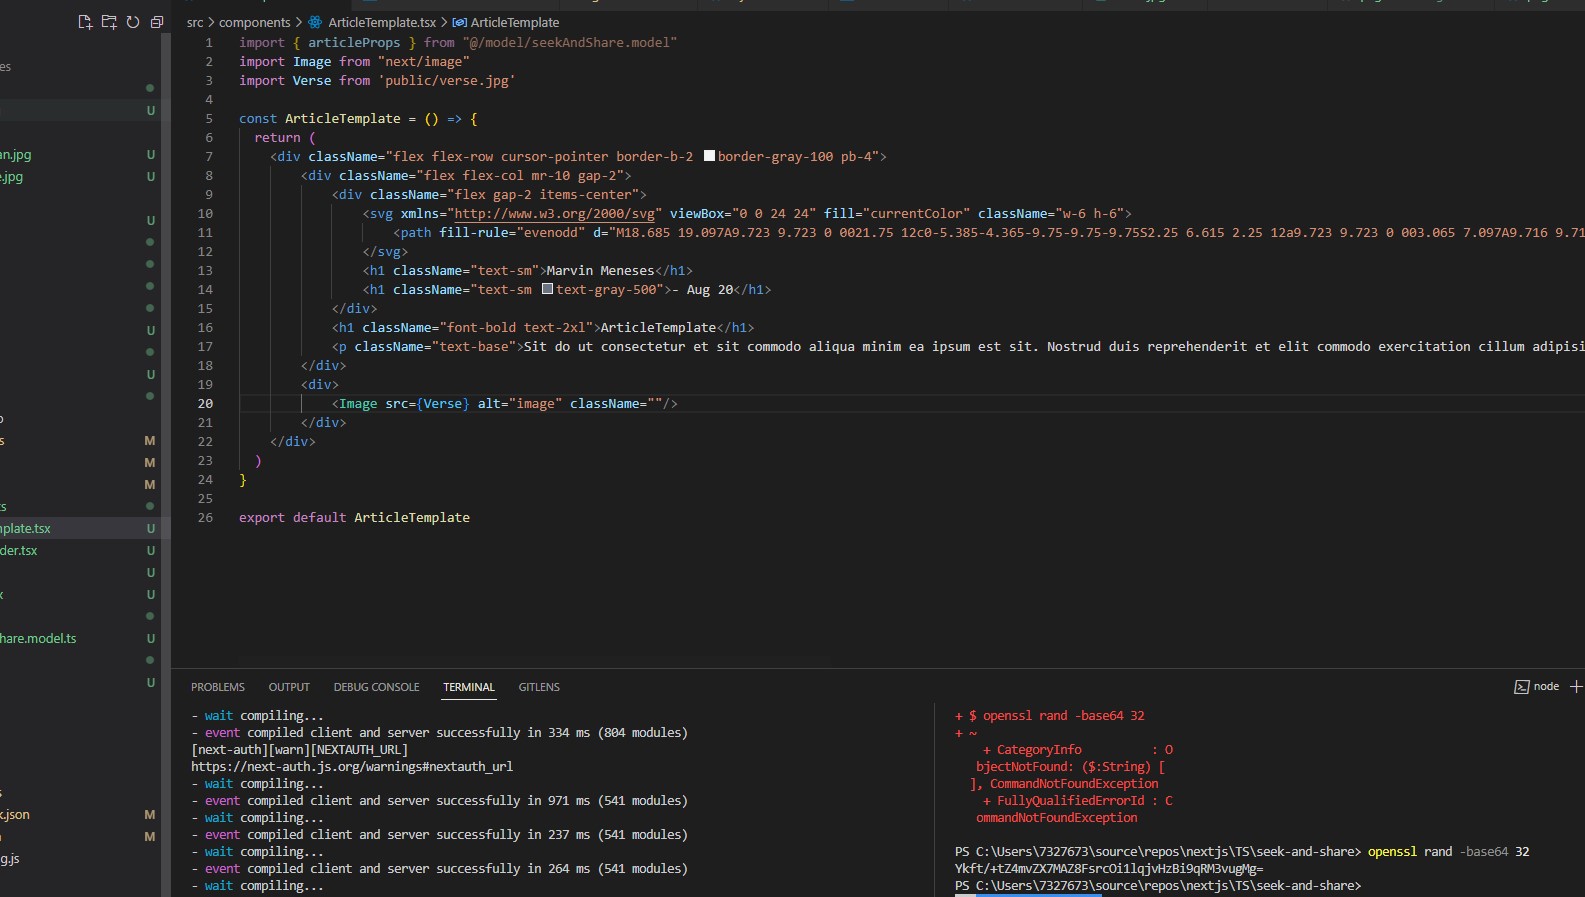 src > components > ArticleTemplate.tsx > ArticleTemplate
es
U
an.jpg U
e.jpg U
U
U
U
U
o
s M
M
M
ts
nplate.tsx U
der.tsx U
U
x U
hare.model.ts U
U
s
k.json M
M
g.js
1 import { articleProps } from "@/model/seekAndShare.model"
2 import Image from "next/image"
3 import Verse from 'public/verse.jpg'
4
5 const ArticleTemplate = () => {
6 return (
7 <div className="flex flex-row cursor-pointer border-b-2 border-gray-100 pb-4">
8 <div className="flex flex-col mr-10 gap-2">
9 <div className="flex gap-2 items-center">
10 <svg xmlns="http://www.w3.org/2000/svg" viewBox="0 0 24 24" fill="currentColor" className="w-6 h-6">
11 <path fill-rule="evenodd" d="M18.685 19.097A9.723 9.723 0 0021.75 12c0-5.385-4.365-9.75-9.75-9.75S2.25 6.615 2.25 12a9.723 9.723 0 003.065 7.097A9.716 9.71
12 </svg>
13 <h1 className="text-sm">Marvin Meneses</h1>
14 <h1 className="text-sm text-gray-500">- Aug 20</h1>
15 </div>
16 <h1 className="font-bold text-2xl">ArticleTemplate</h1>
17 <p className="text-base">Sit do ut consectetur et sit commodo aliqua minim ea ipsum est sit. Nostrud duis reprehenderit et elit commodo exercitation cillum adipisi
18 </div>
19 <div>
20 <Image src={Verse} alt="image" className=""/>
21 </div>
22 </div>
23 )
24 }
25
26 export default ArticleTemplate
PROBLEMS OUTPUT DEBUG CONSOLE TERMINAL GITLENS node
- wait compiling...
- event compiled client and server successfully in 334 ms (804 modules)
[next-auth][warn][NEXTAUTH_URL]
https://next-auth.js.org/warnings#nextauth_url
- wait compiling...
- event compiled client and server successfully in 971 ms (541 modules)
- wait compiling...
- event compiled client and server successfully in 237 ms (541 modules)
- wait compiling...
- event compiled client and server successfully in 264 ms (541 modules)
- wait compiling...
+ $ openssl rand -base64 32
+ ~
+ CategoryInfo : O
bjectNotFound: ($:String) [
], CommandNotFoundException
+ FullyQualifiedErrorId : C
ommandNotFoundException
PS C:\Users\7327673\source\repos\nextjs\TS\seek-and-share> openssl rand -base64 32
Ykft/+tZ4mvZX7MAZ8FsrcOi1lqjvHzBi9qRM3vugMg=
PS C:\Users\7327673\source\repos\nextjs\TS\seek-and-share>